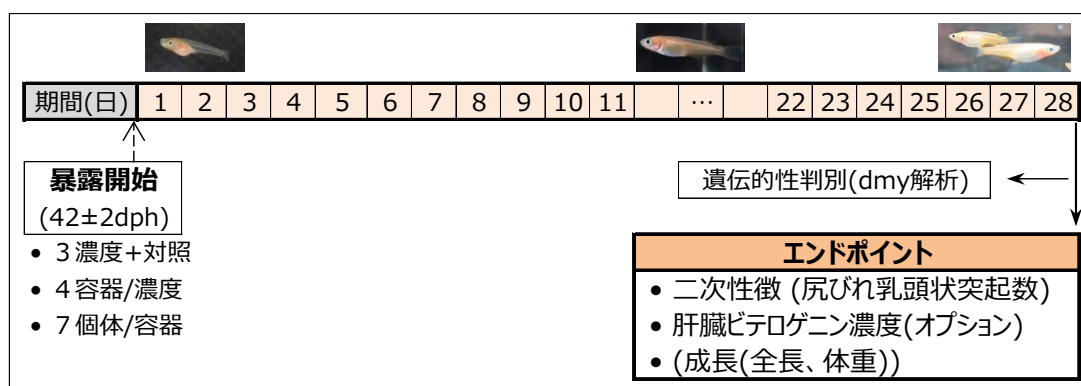 期間(日) 1 2 3 4 5 6 7 8 9 10 11 … 22 23 24 25 26 27 28
暴露開始
(42±2dph)
• 3濃度+対照
• 4容器/濃度
• 7個体/容器
遺伝的性判別(dmy解析)
エンドポイント
• 二次性徴 (尻びれ乳頭状突起数)
• 肝臓ビテロゲニン濃度(オプション)
• (成長(全長、体重))